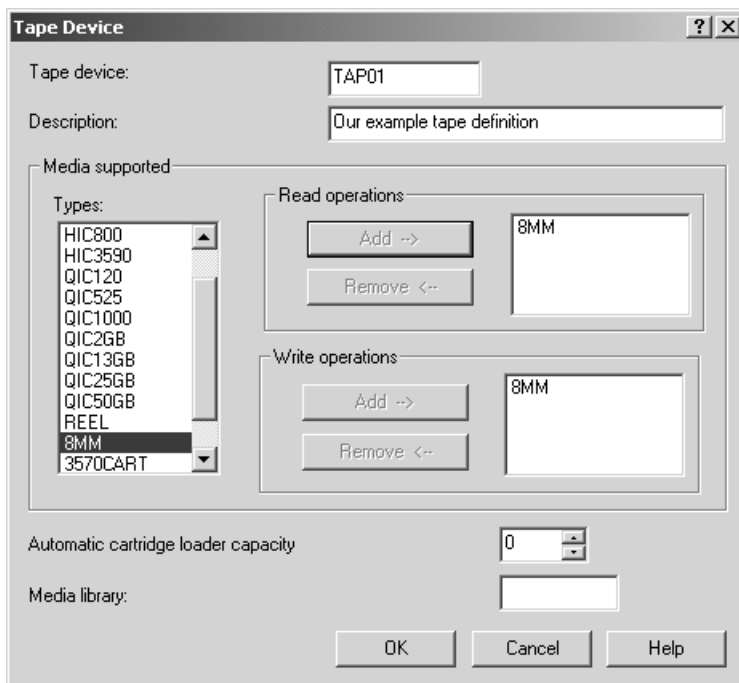 Tape Device
Tape device:
TAP01
Description:
Our example tape definition
Media supported
Types:
HIC800
HIC3590
QIC120
QIC525
QIC1000
QIC2GB
QIC13GB
QIC25GB
QIC50GB
REEL
8MM
3570CART
Read operations
Add -->
Remove <--
8MM
Write operations
Add -->
Remove <--
8MM
Automatic cartridge loader capacity
0
Media library:
OK
Cancel
Help